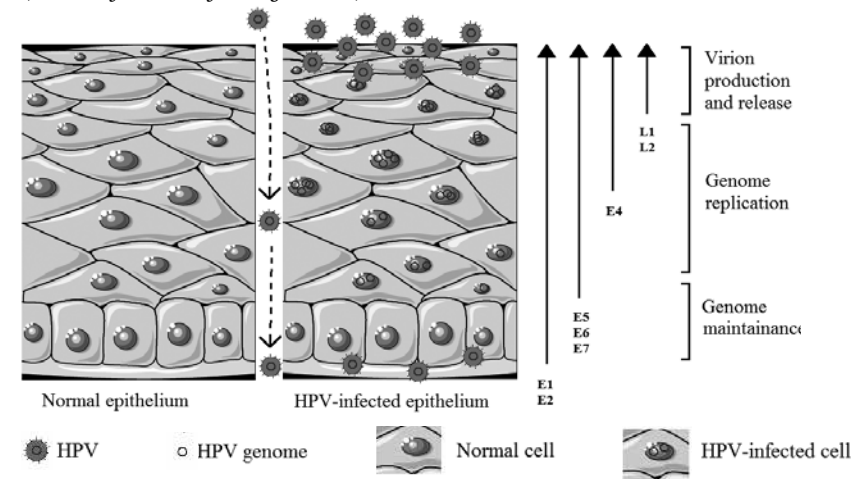 Virion
production
and release
L1
L2
Genome
replication
E4
Genome
maintainance
E5
E6
E7
E1
E2
Normal epithelium
HPV-infected epithelium
HPV
HPV genome
Normal cell
HPV-infected cell